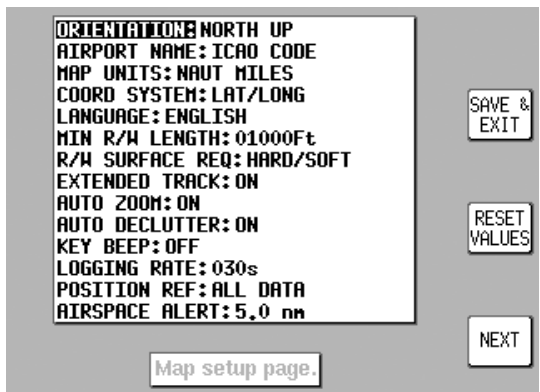 ORIENTATION: NORTH UP
AIRPORT NAME: ICAO CODE
MAP UNITS: NAUT MILES
COORD SYSTEM: LAT/LONG
LANGUAGE: ENGLISH
MIN R/W LENGTH: 01000Ft
R/W SURFACE REQ: HARD/SOFT
EXTENDED TRACK: ON
AUTO ZOOM: ON
AUTO DECLUTTER: ON
KEY BEEP: OFF
LOGGING RATE: 030s
POSITION REF: ALL DATA
AIRSPACE ALERT: 5.0 nm
SAVE &
EXIT
RESET
VALUES
NEXT
Map setup page.